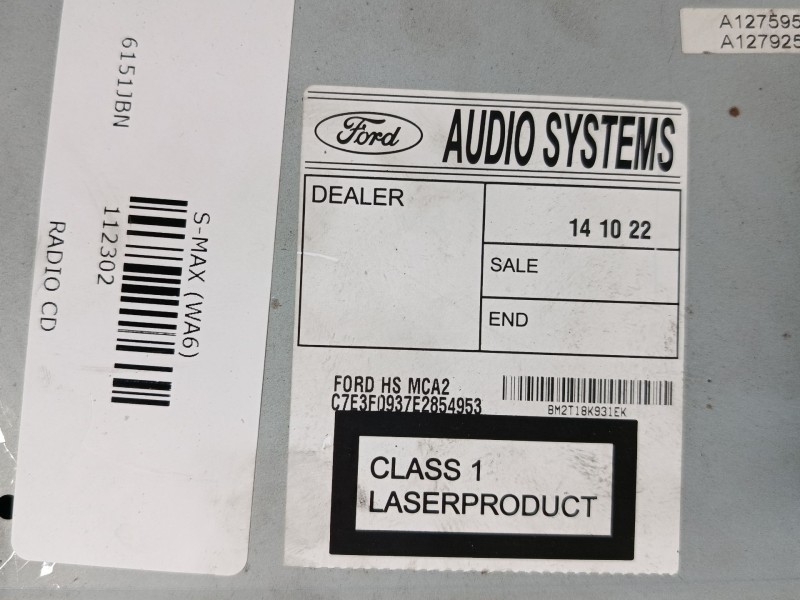 6151JBN
S-MAX (WA6)
112302
RADIO CD
A127595
A127925
Ford AUDIO SYSTEMS
DEALER
14 10 22
SALE
END
FORD HS MCA2
C7E3F0937E2854953
BM2T18K931EK
CLASS 1
LASERPRODUCT